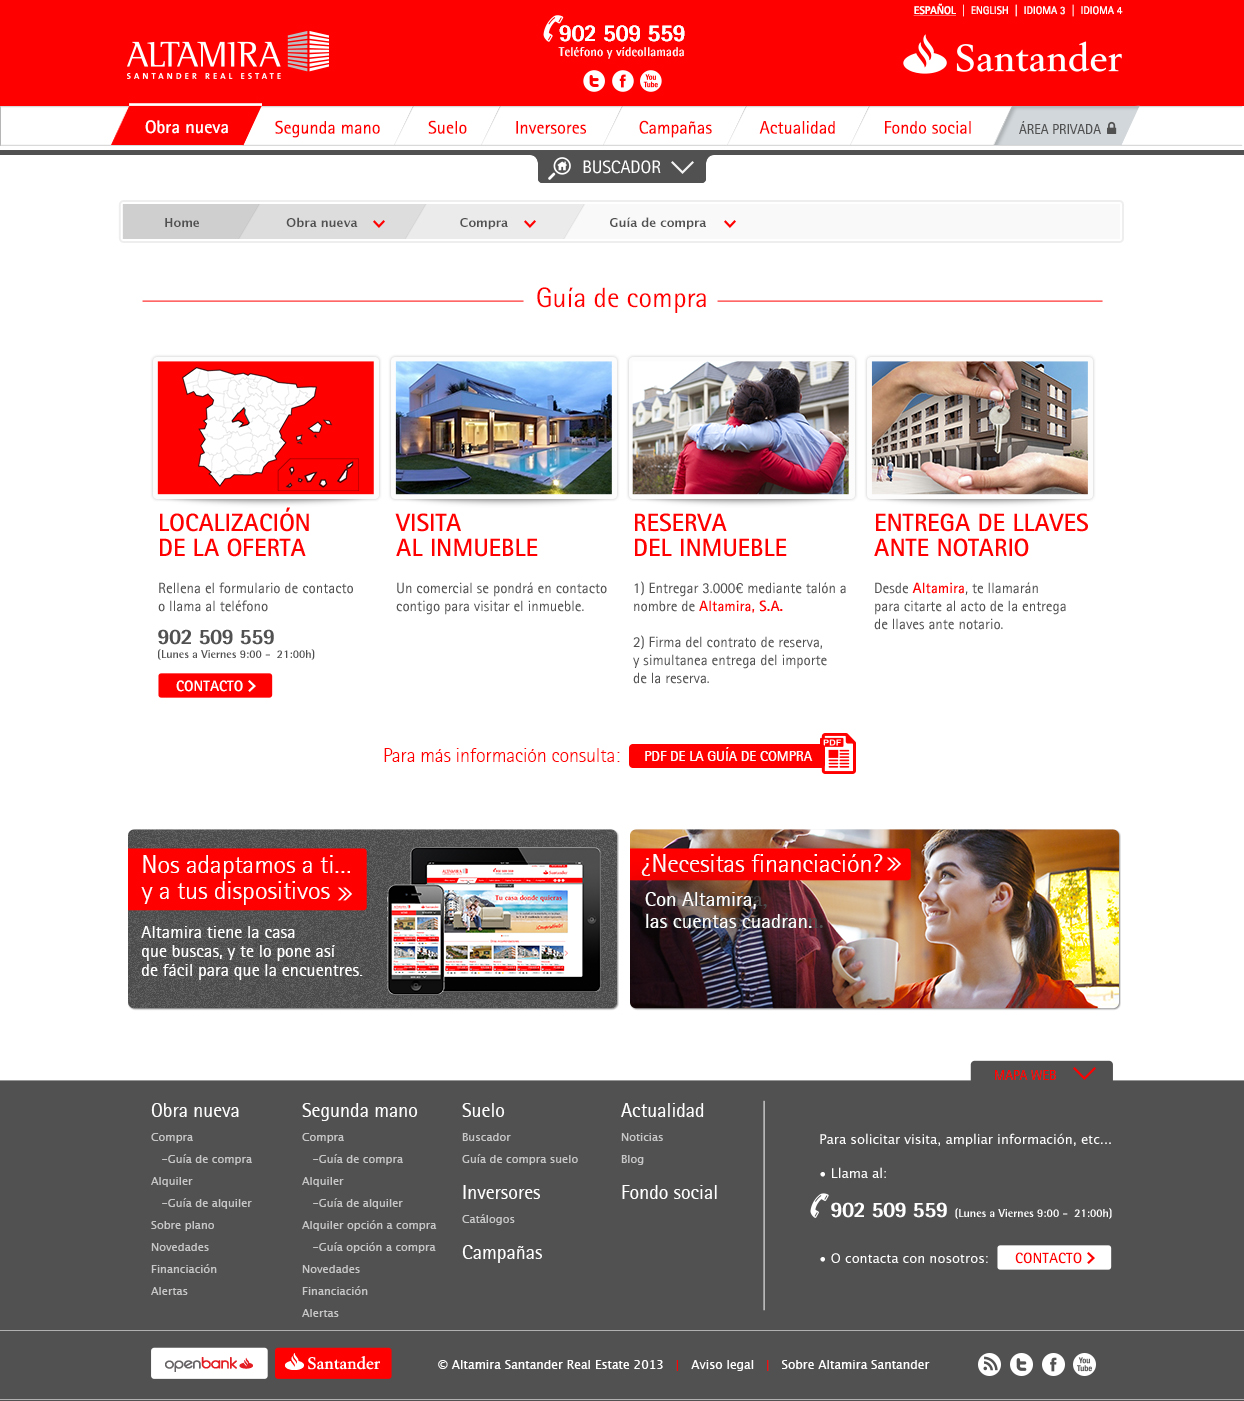 ESPAÑOL | ENGLISH | IDIOMA 3 | IDIOMA 4
ALTAMIRA
SANTANDER REAL ESTATE
902 509 559
Teléfono y videollamada
You Tube
Santander
Obra nueva
Segunda mano
Suelo
Inversores
Campañas
Actualidad
Fondo social
ÁREA PRIVADA
BUSCADOR
Home
Obra nueva
Compra
Guía de compra
Guía de compra
LOCALIZACIÓN
DE LA OFERTA
Rellena el formulario de contacto
o llama al teléfono
902 509 559
(Lunes a Viernes 9:00 - 21:00h)
CONTACTO
VISITA
AL INMUEBLE
Un comercial se pondrá en contacto
contigo para visitar el inmueble.
RESERVA
DEL INMUEBLE
1) Entregar 3.000€ mediante talón a
nombre de Altamira, S.A.
2) Firma del contrato de reserva,
y simultanea entrega del importe
de la reserva.
ENTREGA DE LLAVES
ANTE NOTARIO
Desde Altamira, te llamarán
para citarte al acto de la entrega
de llaves ante notario.
Para más información consulta:
PDF DE LA GUÍA DE COMPRA
PDF
Nos adaptamos a ti...
y a tus dispositivos »
Altamira tiene la casa
que buscas, y te lo pone así
de fácil para que la encuentres.
ALTAMIRA
Santander
Tu casa donde quieras
¿Necesitas financiación? »
Con Altamira,
las cuentas cuadran.
MAPA WEB
Obra nueva
Compra
-Guía de compra
Alquiler
-Guía de alquiler
Sobre plano
Novedades
Financiación
Alertas
Segunda mano
Compra
-Guía de compra
Alquiler
-Guía de alquiler
Alquiler opción a compra
-Guía opción a compra
Novedades
Financiación
Alertas
Suelo
Buscador
Guía de compra suelo
Inversores
Catálogos
Campañas
Actualidad
Noticias
Blog
Fondo social
Para solicitar visita, ampliar información, etc...
• Llama al:
902 509 559 (Lunes a Viernes 9:00 - 21:00h)
• O contacta con nosotros:
CONTACTO
openbank
Santander
© Altamira Santander Real Estate 2013 | Aviso legal | Sobre Altamira Santander
You Tube